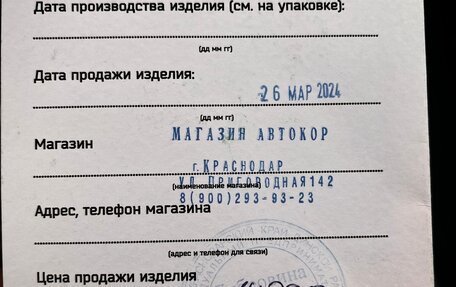 Дата производства изделия (см. на упаковке):
(дд мм гг)
Дата продажи изделия:
26 МАР 2024
(дд мм гг)
МАГАЗИН АВТОКОР
Магазин
г.КРАСНОДАР
(наименование магазина)
УЛ.ПРИГОРОДНАЯ142
8(900)293-93-23
Адрес, телефон магазина
(адрес и телефон для связи)
КРАЙ
Цена продажи изделия